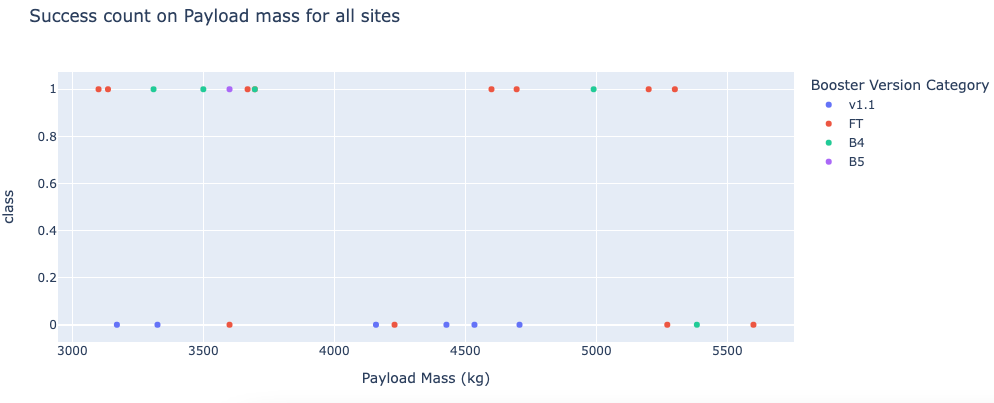 Success count on Payload mass for all sites
Booster Version Category
v1.1
FT
B4
B5
class
1
0.8
0.6
0.4
0.2
0
3000 3500 4000 4500 5000 5500
Payload Mass (kg)